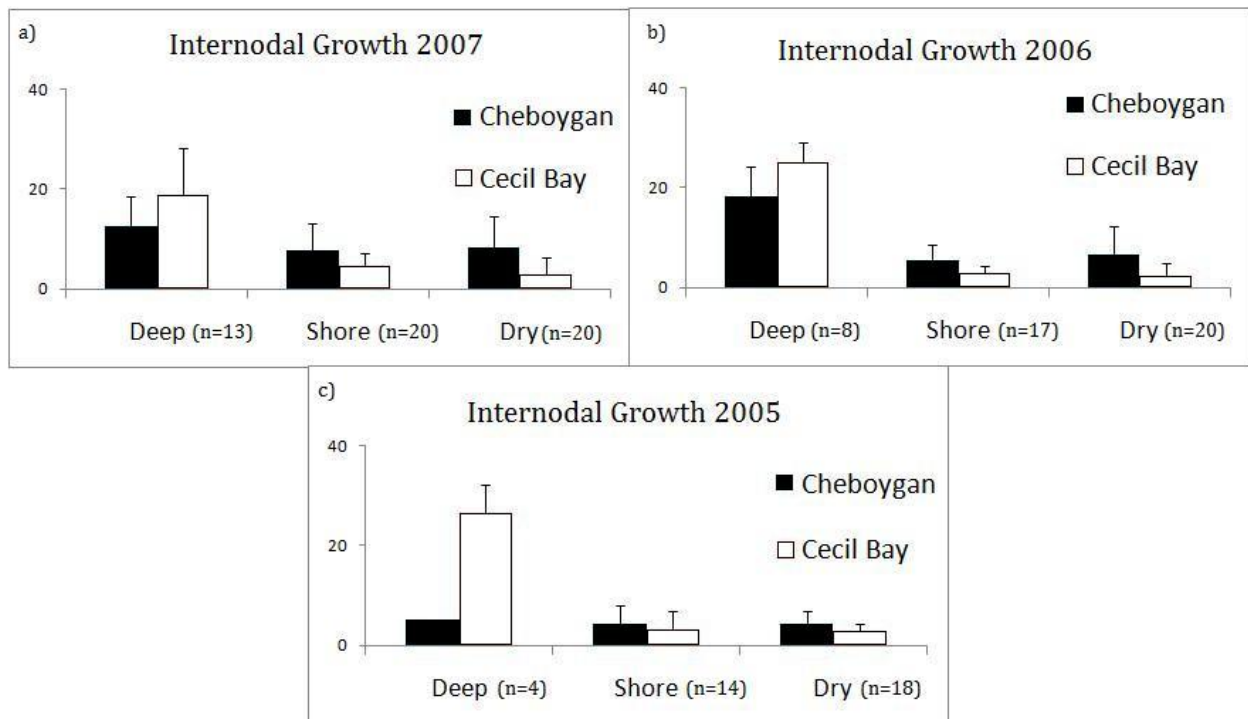 a)
Internodal Growth 2007
40
20
0
Cheboygan
Cecil Bay
Deep (n=13) Shore (n=20) Dry (n=20)
b)
Internodal Growth 2006
40
20
0
Cheboygan
Cecil Bay
Deep (n=8) Shore (n=17) Dry (n=20)
c)
Internodal Growth 2005
40
20
0
Cheboygan
Cecil Bay
Deep (n=4) Shore (n=14) Dry (n=18)